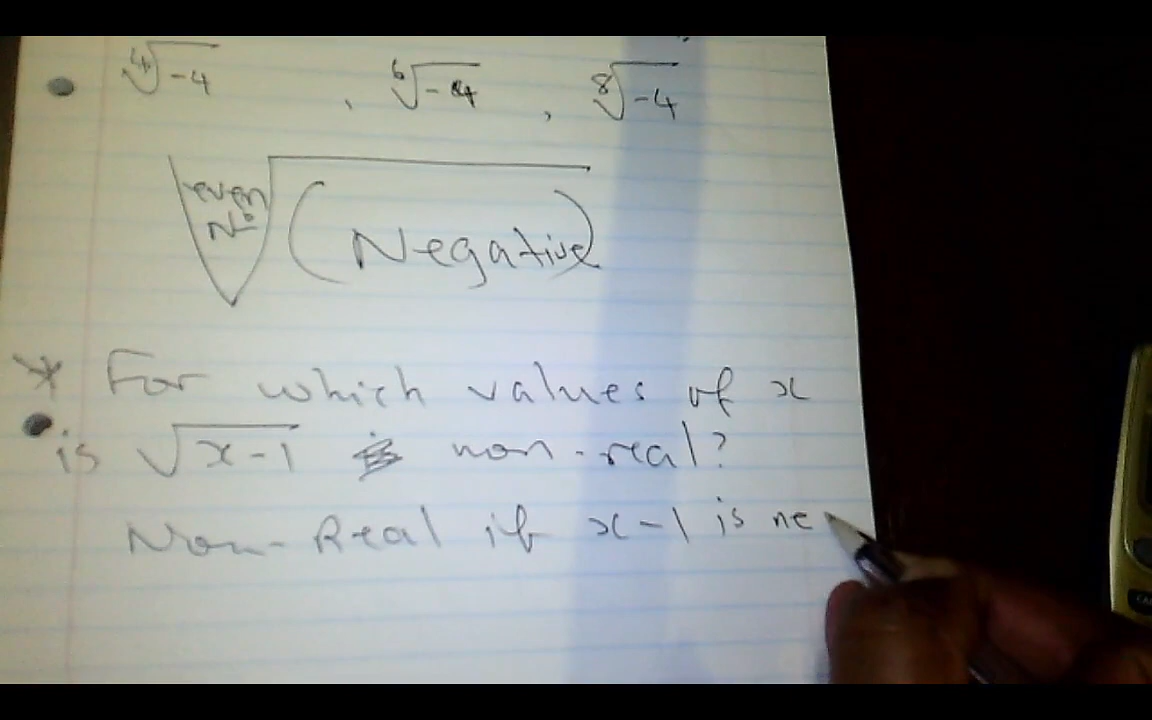 ⁴√-4 , ⁶√-4 , ⁸√-4
even No √(Negative)
* For which values of x
is √x-1 non-real?
Non-Real if x-1 is ne